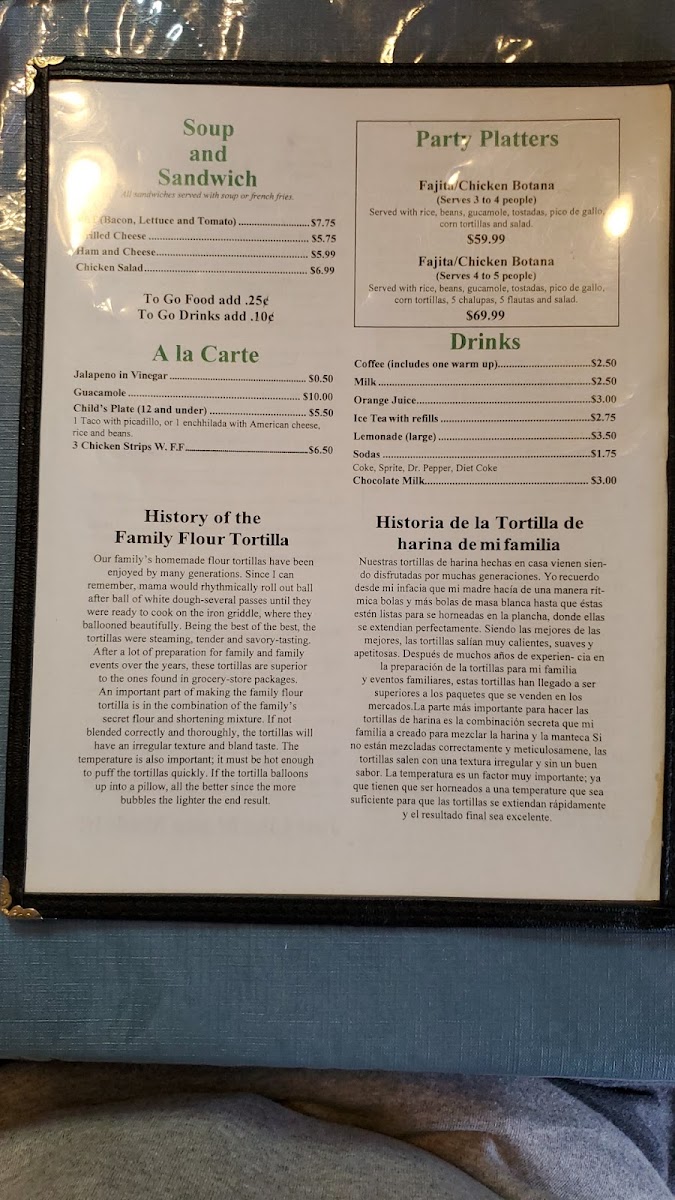 Soup
and
Sandwich
All sandwiches served with soup or french fries.
(Bacon, Lettuce and Tomato) $7.75
Grilled Cheese $5.75
Ham and Cheese $5.99
Chicken Salad $6.99
To Go Food add .25¢
To Go Drinks add .10¢
A la Carte
Jalapeno in Vinegar $0.50
Guacamole $10.00
Child's Plate (12 and under) $5.50
1 Taco with picadillo, or 1 enchhilada with American cheese,
rice and beans.
3 Chicken Strips W. F.F. $6.50
History of the
Family Flour Tortilla
Our family's homemade flour tortillas have been
enjoyed by many generations. Since I can
remember, mama would rhythmically roll out ball
after ball of white dough-several passes until they
were ready to cook on the iron griddle, where they
ballooned beautifully. Being the best of the best, the
tortillas were steaming, tender and savory-tasting.
After a lot of preparation for family and family
events over the years, these tortillas are superior
to the ones found in grocery-store packages.
An important part of making the family flour
tortilla is in the combination of the family's
secret flour and shortening mixture. If not
blended correctly and thoroughly, the tortillas will
have an irregular texture and bland taste. The
temperature is also important; it must be hot enough
to puff the tortillas quickly. If the tortilla balloons
up into a pillow, all the better since the more
bubbles the lighter the end result.
Party Platters
Fajita/Chicken Botana
(Serves 3 to 4 people)
Served with rice, beans, gucamole, tostadas, pico de gallo,
corn tortillas and salad.
$59.99
Fajita/Chicken Botana
(Serves 4 to 5 people)
Served with rice, beans, gucamole, tostadas, pico de gallo,
corn tortillas, 5 chalupas, 5 flautas and salad.
$69.99
Drinks
Coffee (includes one warm up) $2.50
Milk $2.50
Orange Juice $3.00
Ice Tea with refills $2.75
Lemonade (large) $3.50
Sodas $1.75
Coke, Sprite, Dr. Pepper, Diet Coke
Chocolate Milk $3.00
Historia de la Tortilla de
harina de mi familia
Nuestras tortillas de harina hechas en casa vienen sien-
do disfrutadas por muchas generaciones. Yo recuerdo
desde mi infacia que mi madre hacía de una manera rít-
mica bolas y más bolas de masa blanca hasta que éstas
estén listas para se horneadas en la plancha, donde ellas
se extendian perfectamente. Siendo las mejores de las
mejores, las tortillas salían muy calientes, suaves y
apetitosas. Después de muchos años de experien- cia en
la preparación de la tortillas para mi familia
y eventos familiares, estas tortillas han llegado a ser
superiores a los paquetes que se venden en los
mercados.La parte más importante para hacer las
tortillas de harina es la combinación secreta que mi
familia a creado para mezclar la harina y la manteca Si
no están mezcladas correctamente y meticulosamene, las
tortillas salen con una textura irregular y sin un buen
sabor. La temperatura es un factor muy importante; ya
que tienen que ser horneados a una temperature que sea
suficiente para que las tortillas se extiendan rápidamente
y el resultado final sea excelente.